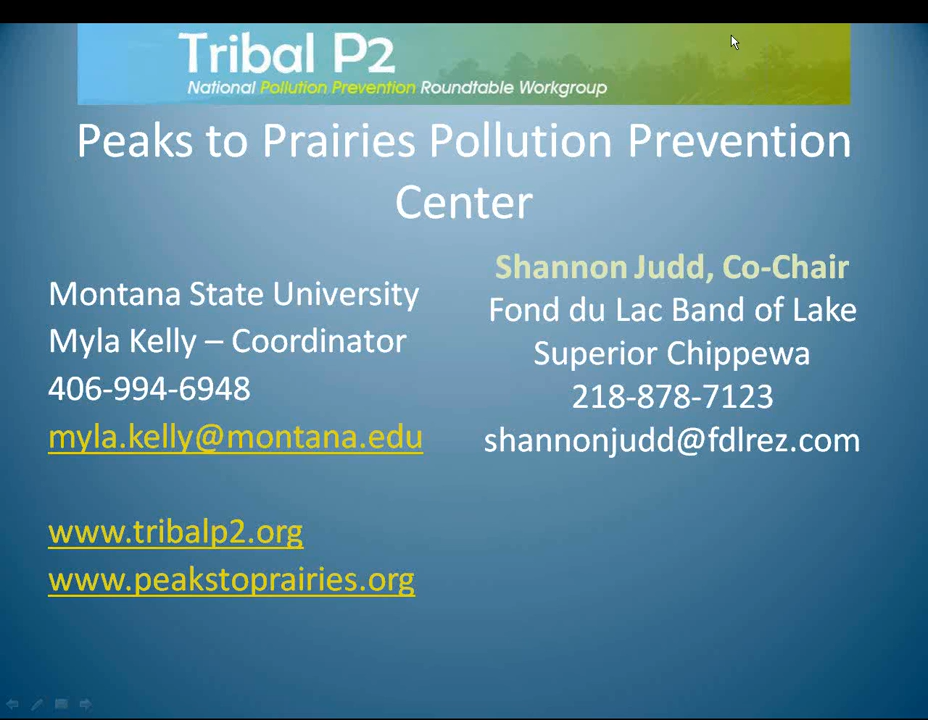 Tribal P2
National Pollution Prevention Roundtable Workgroup
Peaks to Prairies Pollution Prevention
Center
Montana State University
Myla Kelly – Coordinator
406-994-6948
myla.kelly@montana.edu
www.tribalp2.org
www.peakstoprairies.org
Shannon Judd, Co-Chair
Fond du Lac Band of Lake
Superior Chippewa
218-878-7123
shannonjudd@fdlrez.com